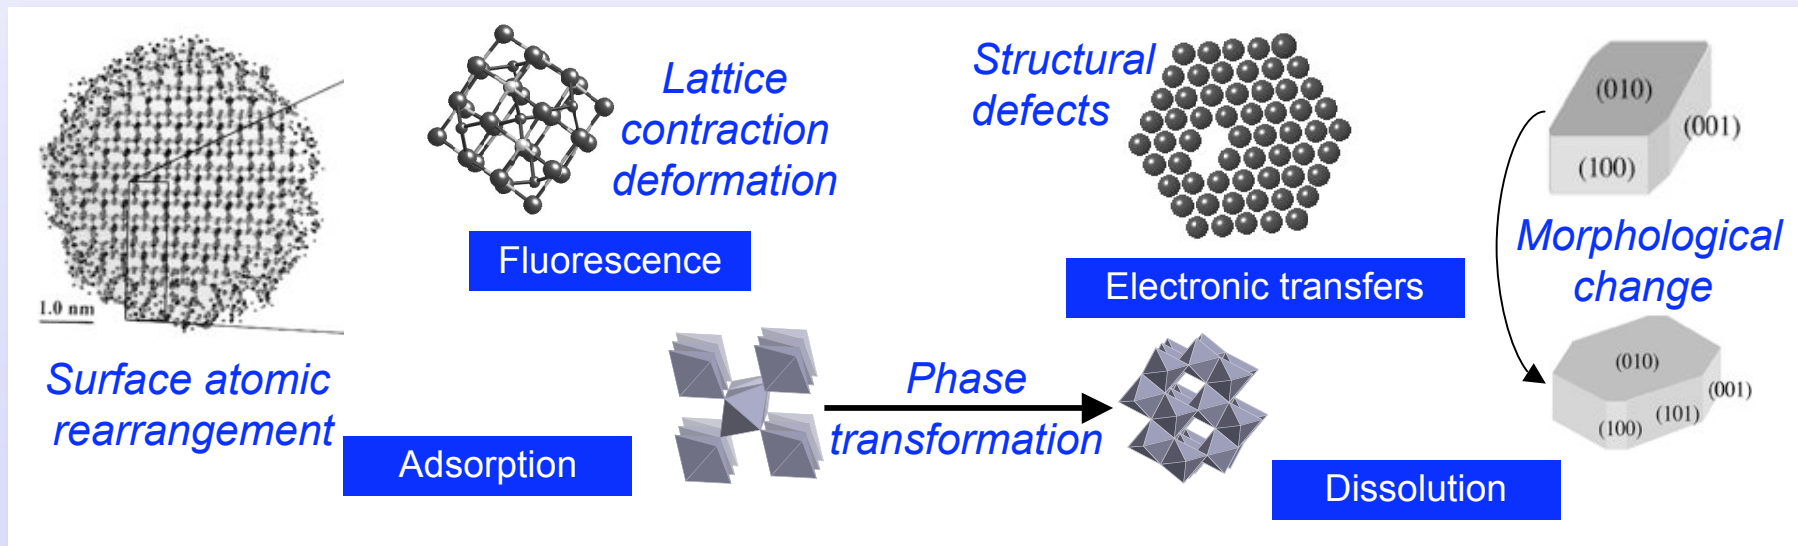 1.0 nm
Surface atomic
rearrangement
Lattice
contraction
deformation
Fluorescence
Adsorption
Phase
transformation
Structural
defects
Electronic transfers
Dissolution
(010)
(001)
(100)
Morphological
change
(010)
(001)
(101)
(100)